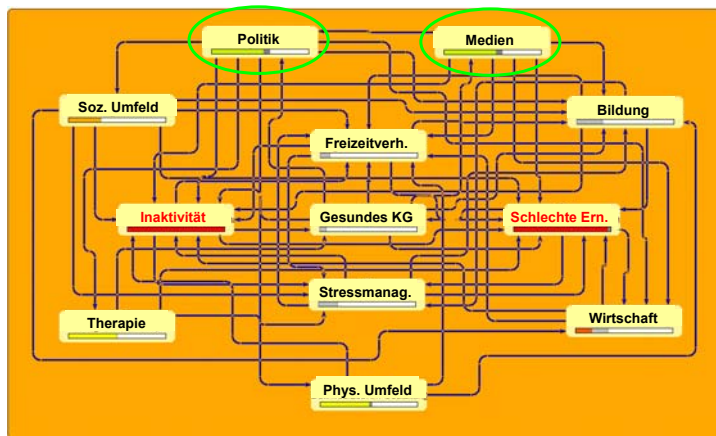 Politik
Medien
Soz. Umfeld
Bildung
Freizeitverh.
Inaktivität
Gesundes KG
Schlechte Ern.
Stressmanag.
Therapie
Wirtschaft
Phys. Umfeld